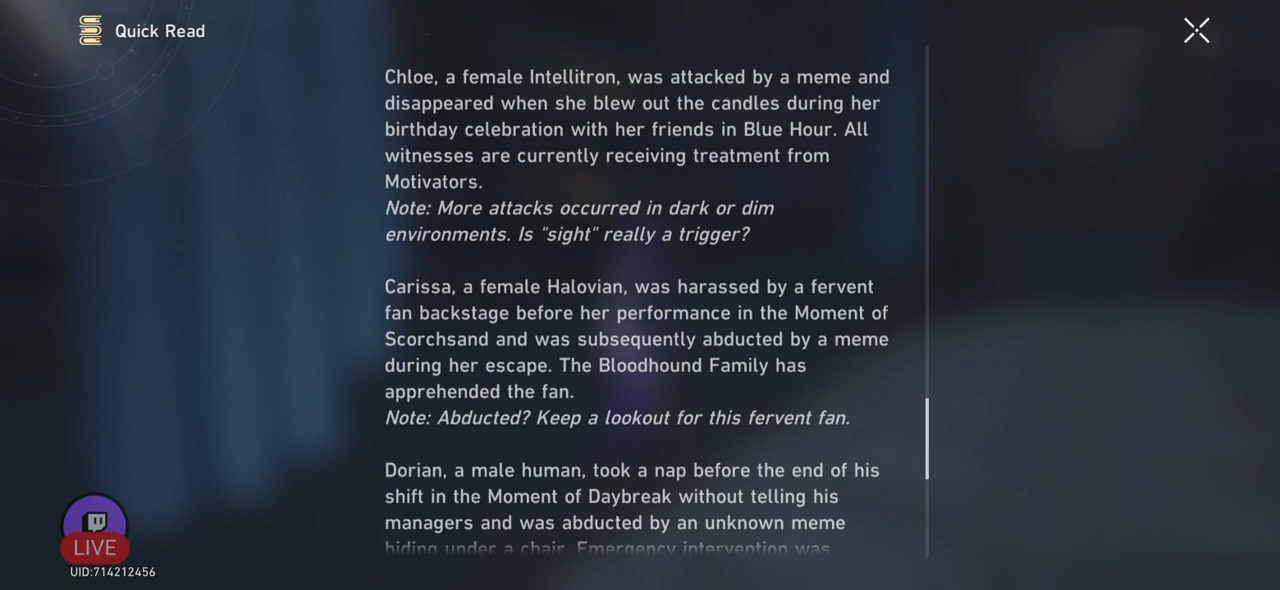 Quick Read
Chloe, a female Intellitron, was attacked by a meme and
disappeared when she blew out the candles during her
birthday celebration with her friends in Blue Hour. All
witnesses are currently receiving treatment from
Motivators.
Note: More attacks occurred in dark or dim
environments. Is "sight" really a trigger?
Carissa, a female Halovian, was harassed by a fervent
fan backstage before her performance in the Moment of
Scorchsand and was subsequently abducted by a meme
during her escape. The Bloodhound Family has
apprehended the fan.
Note: Abducted? Keep a lookout for this fervent fan.
Dorian, a male human, took a nap before the end of his
shift in the Moment of Daybreak without telling his
managers and was abducted by an unknown meme
hiding under a chair. Emergency intervention was
LIVE
UID:714212456